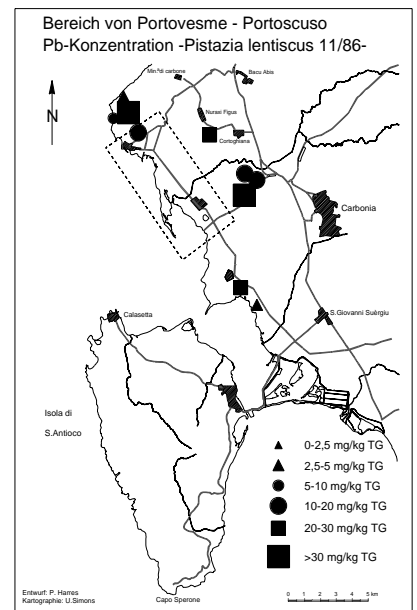 Bereich von Portovesme - Portoscuso
Pb-Konzentration -Pistazia lentiscus 11/86-
Min.ª di carbone
Bacu Abis
N
Nuraxi Figus
Cortoghiana
Carbonia
Calasetta
S.Giovanni Suèrgiu
Isola di
S.Antioco
0-2,5 mg/kg TG
2,5-5 mg/kg TG
5-10 mg/kg TG
10-20 mg/kg TG
20-30 mg/kg TG
>30 mg/kg TG
Entwurf: P. Harres
Kartographie: U.Simons
Capo Sperone
0 1 2 3 4 5 km